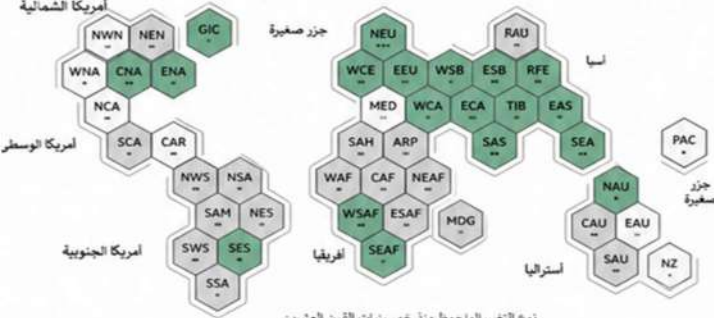 أمريكا الشمالية
NWN NEN GIC
WNA CNA ENA
NCA
SCA CAR
أمريكا الوسطى
NWS NSA
SAM NES
أمريكا الجنوبية
SWS SES
SSA
جزر صغيرة
NEU RAU
آسيا
WCE EEU WSB ESB RFE
MED WCA ECA TIB EAS
SAH ARP SAS SEA
WAF CAF NEAF
WSAF ESAF MDG
أفريقيا
SEAF
PAC
جزر
صغيرة
NAU
CAU EAU
أستراليا
SAU NZ